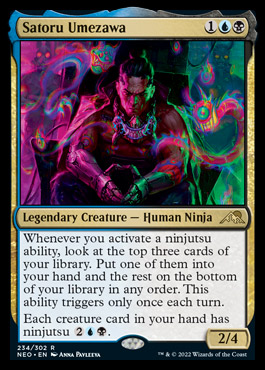 Satoru Umezawa 1
Legendary Creature — Human Ninja
Whenever you activate a ninjutsu
ability, look at the top three cards of
your library. Put one of them into
your hand and the rest on the bottom
of your library in any order. This
ability triggers only once each turn.
Each creature card in your hand has
ninjutsu 2.
2/4
234/302 R
NEO • EN Anna Pavleeva
™ & © 2022 Wizards of the Coast